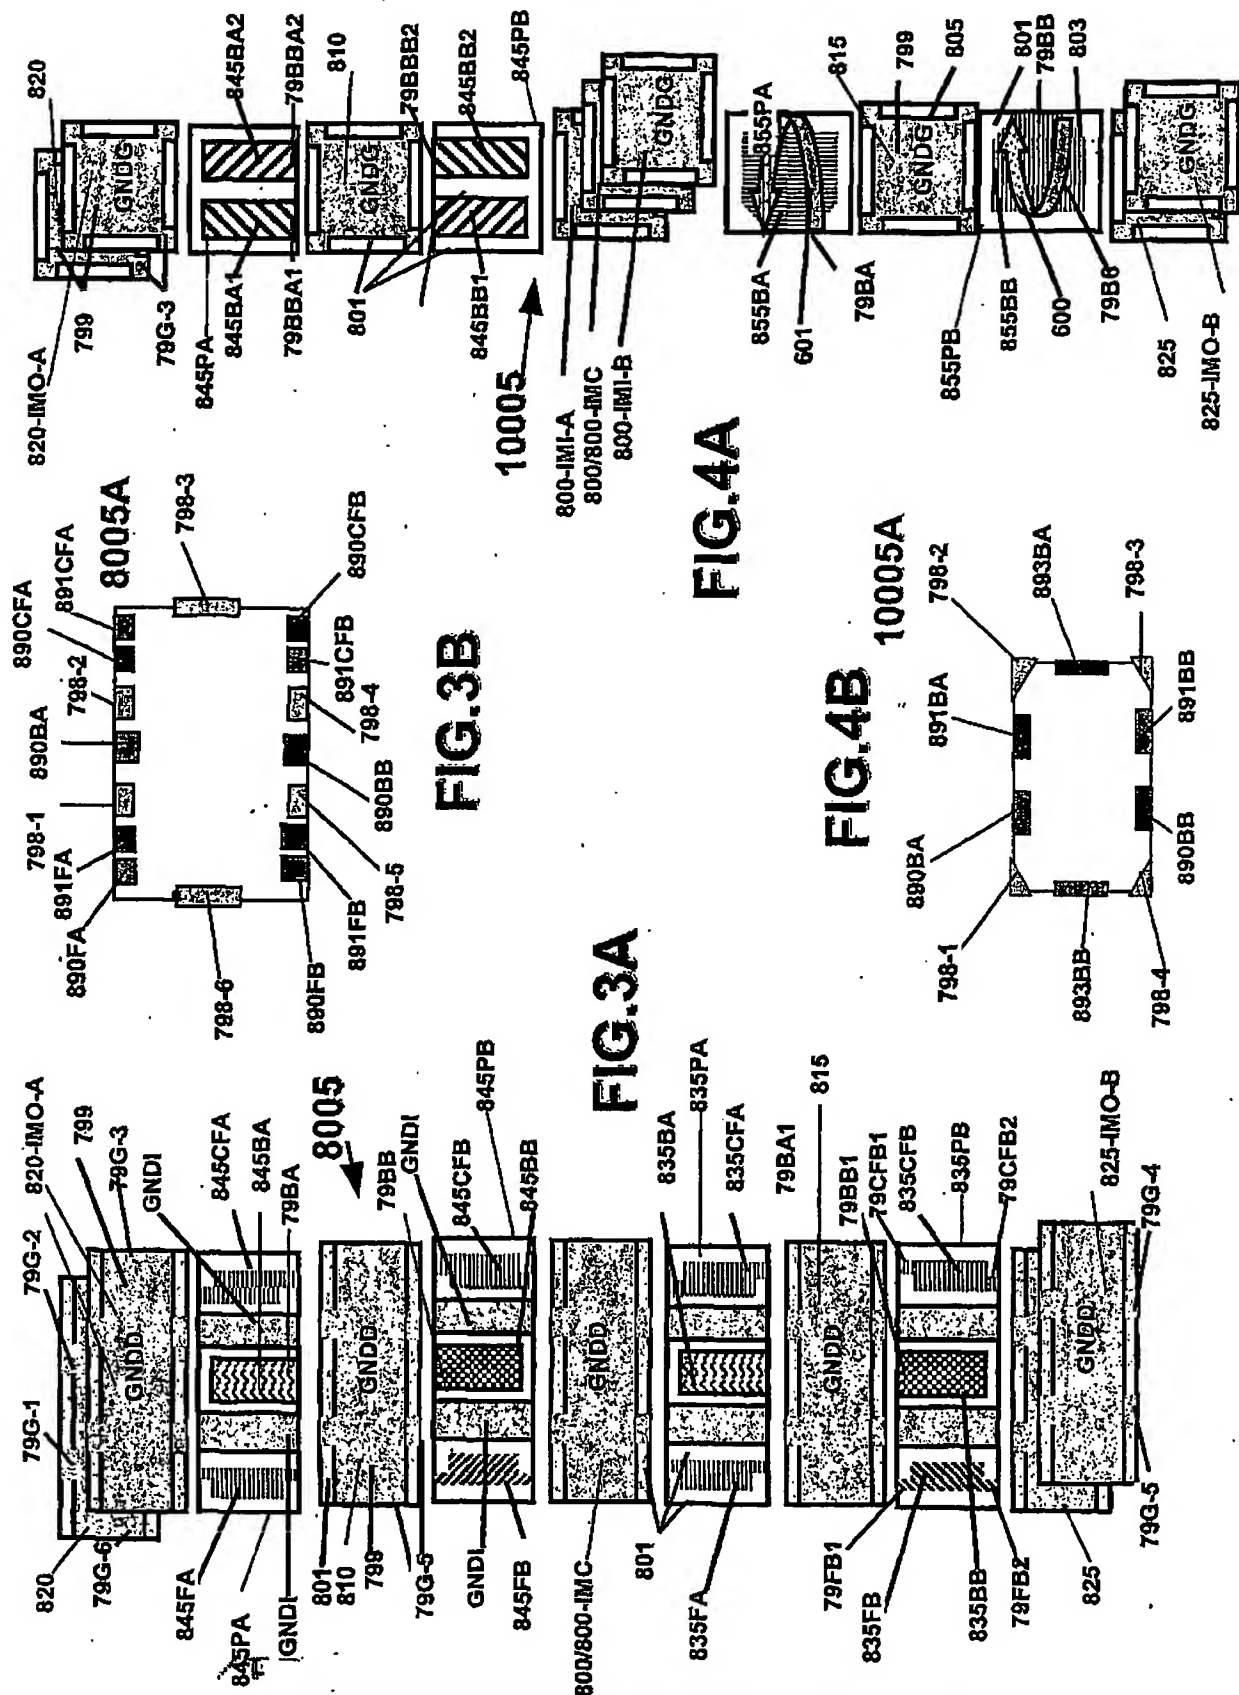 820-IMO-A
820
799
79G-3
GNDG
845PA
845BA1
845BA2
79BBA1
79BBA2
810
GNDG
801
79BBB2
845BB1
845BB2
845PB
10005
800-IMI-A
800/800-IMC
800-IMI-B
GNDG
FIG.4A
855BA
855PA
601
79BA
815
799
805
GNDG
855PB
801
79BB
803
855BB
600
79B6
825
GNDG
825-IMO-B
8005A
890FA
891FA
798-1
890BA
798-2
890CFA
891CFA
798-3
798-6
890FB
891FB
798-5
890BB
798-4
891CFB
890CFB
FIG.3B
10005A
798-1
890BA
891BA
798-2
893BA
893BB
798-4
890BB
891BB
798-3
FIG.4B
820
79G-6
79G-1
79G-2
820-IMO-A
799
79G-3
GNDD
GNDI
845CFA
845BA
79BA
845FA
845PA
GNDI
8005
801
810
799
79G-5
GNDD
79BB
GNDI
845CFB
845PB
GNDI
845FB
845BB
FIG.3A
800/800-IMC
GNDD
801
835BA
835PA
835FA
835CFA
79BA1
815
GNDD
79BB1
79CFB1
835CFB
835PB
79FB1
835FB
835BB
79FB2
79CFB2
825
GNDD
825-IMO-B
79G-5
79G-4